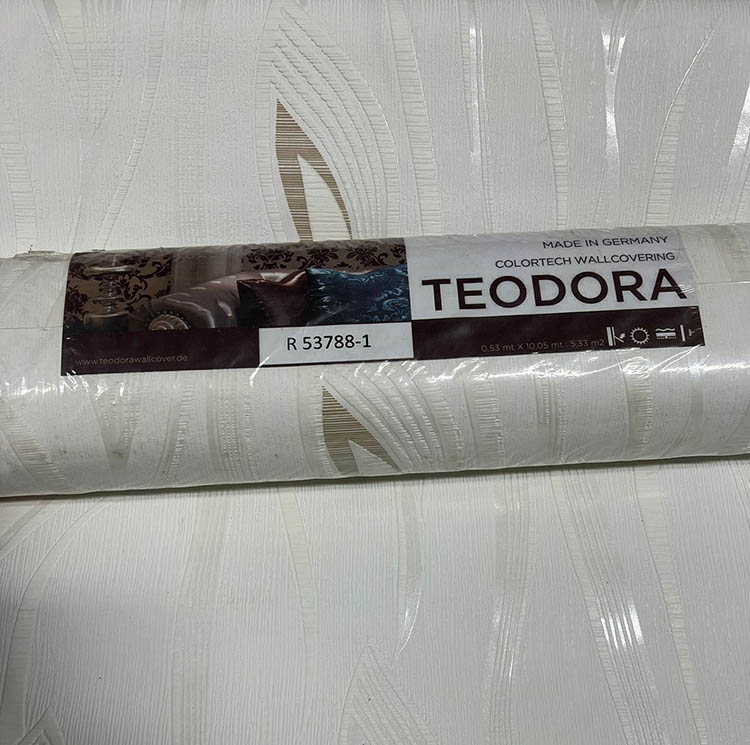 MADE IN GERMANY
COLORTECH WALLCOVERING
TEODORA
R 53788-1
0,53 mt X 10,05 mt : 5,33 m2
www.teodorawallcover.de